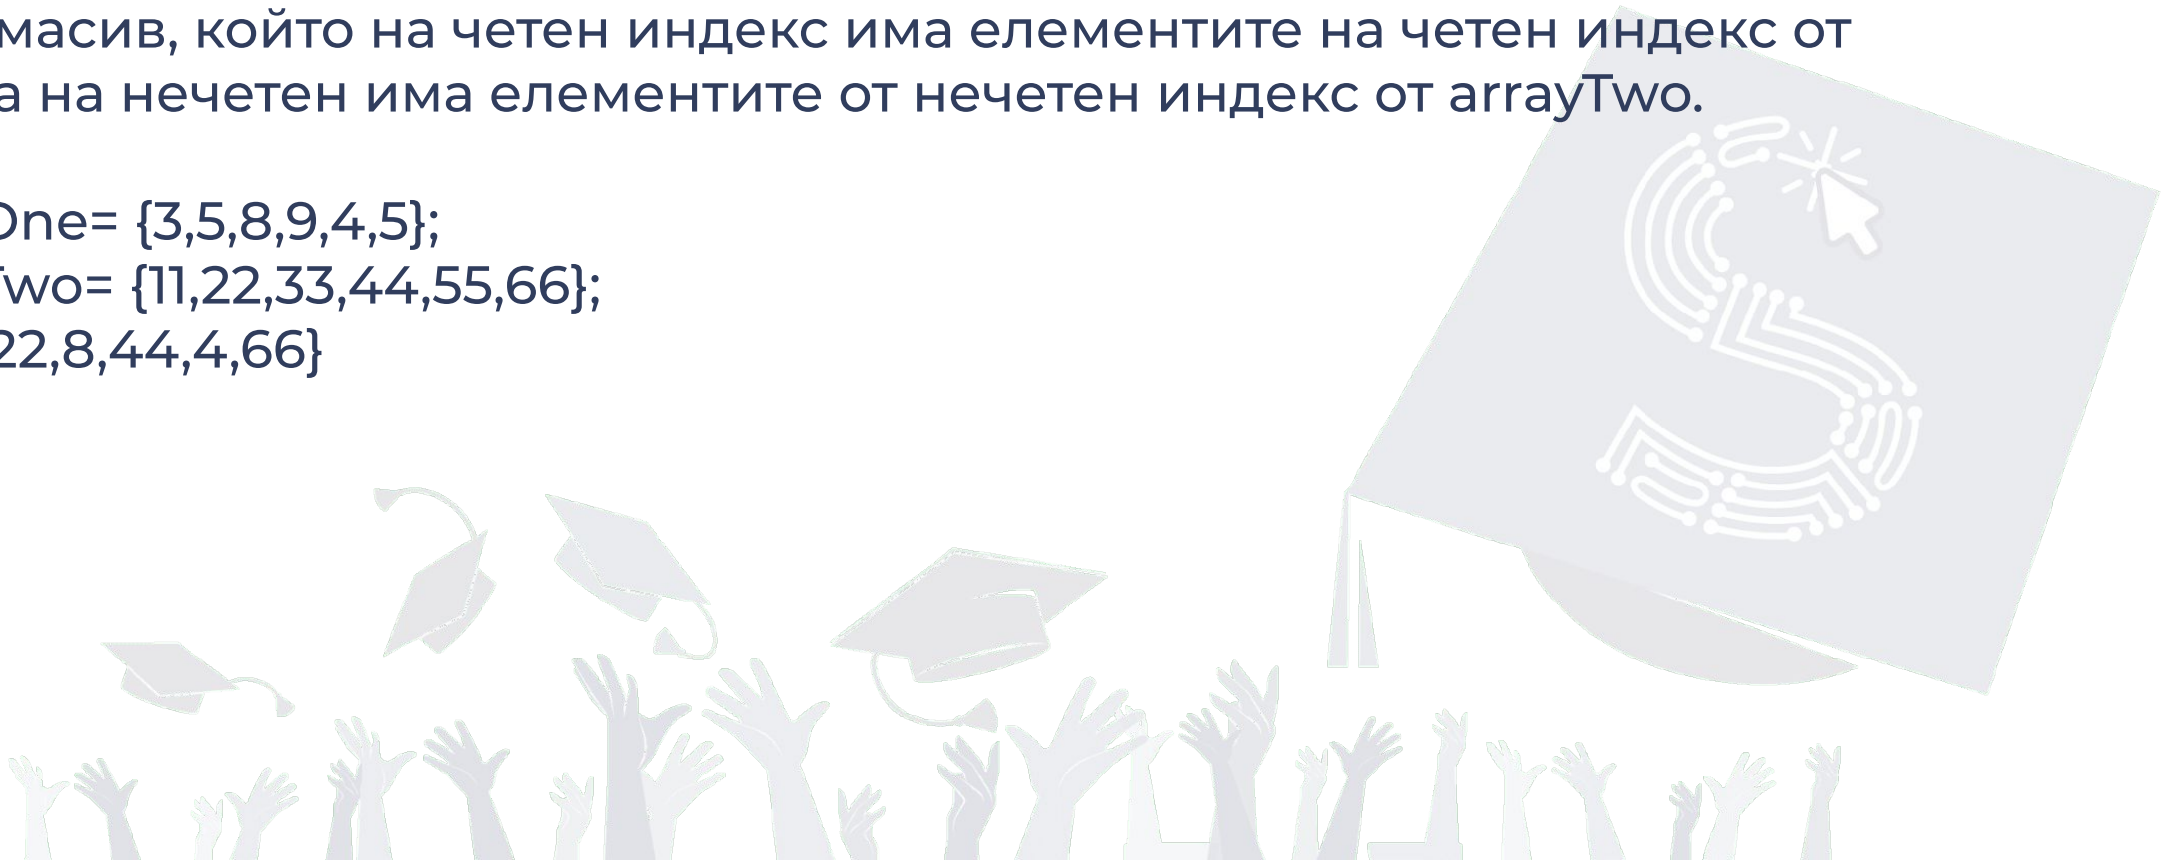 масив, който на четен индекс има елементите на четен индекс от
а на нечетен има елементите от нечетен индекс от arrayTwo.
One= {3,5,8,9,4,5};
Two= {11,22,33,44,55,66};
22,8,44,4,66}